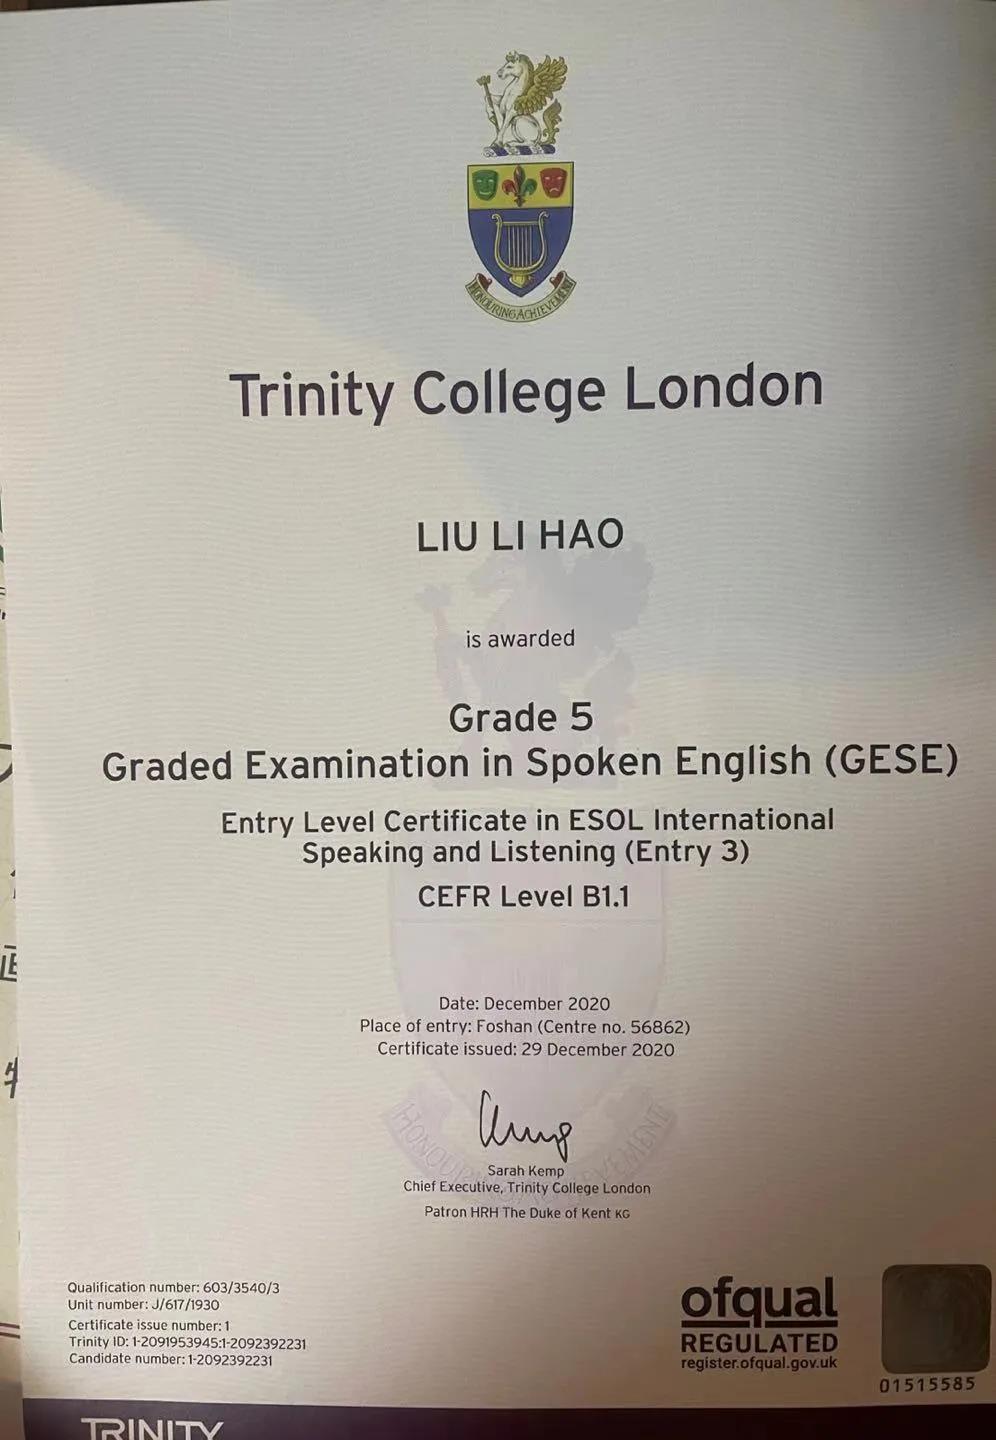 HONOURING ACHIEVEMENT
Trinity College London
LIU LI HAO
is awarded
Grade 5
Graded Examination in Spoken English (GESE)
Entry Level Certificate in ESOL International
Speaking and Listening (Entry 3)
CEFR Level B1.1
Date: December 2020
Place of entry: Foshan (Centre no. 56862)
Certificate issued: 29 December 2020
Sarah Kemp
Chief Executive, Trinity College London
Patron HRH The Duke of Kent KG
Qualification number: 603/3540/3
Unit number: J/617/1930
Certificate issue number: 1
Trinity ID: 1-2091953945:1-2092392231
Candidate number: 1-2092392231
ofqual
REGULATED
register.ofqual.gov.uk
01515585
TRINITY